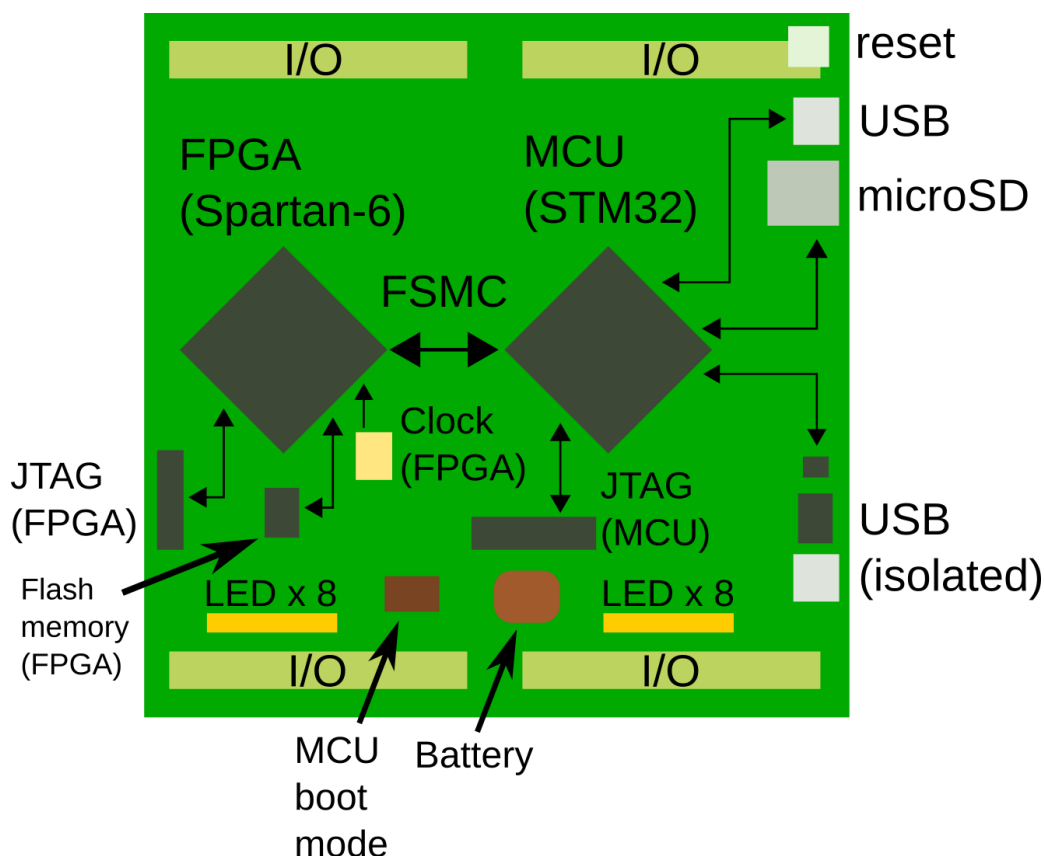 I/O
I/O
reset
USB
microSD
FPGA
(Spartan-6)
MCU
(STM32)
FSMC
Clock
(FPGA)
JTAG
(FPGA)
JTAG
(MCU)
USB
(isolated)
Flash
memory
(FPGA)
LED x 8
LED x 8
I/O
I/O
MCU
boot
mode
Battery